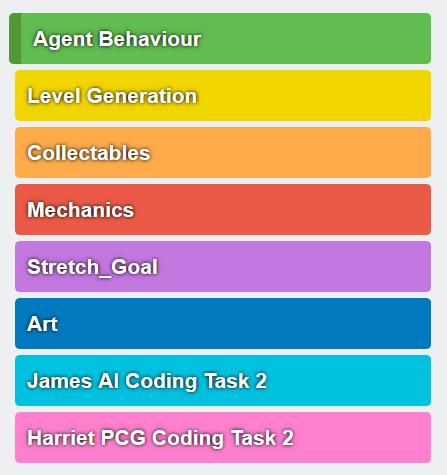 Agent Behaviour
Level Generation
Collectables
Mechanics
Stretch_Goal
Art
James AI Coding Task 2
Harriet PCG Coding Task 2